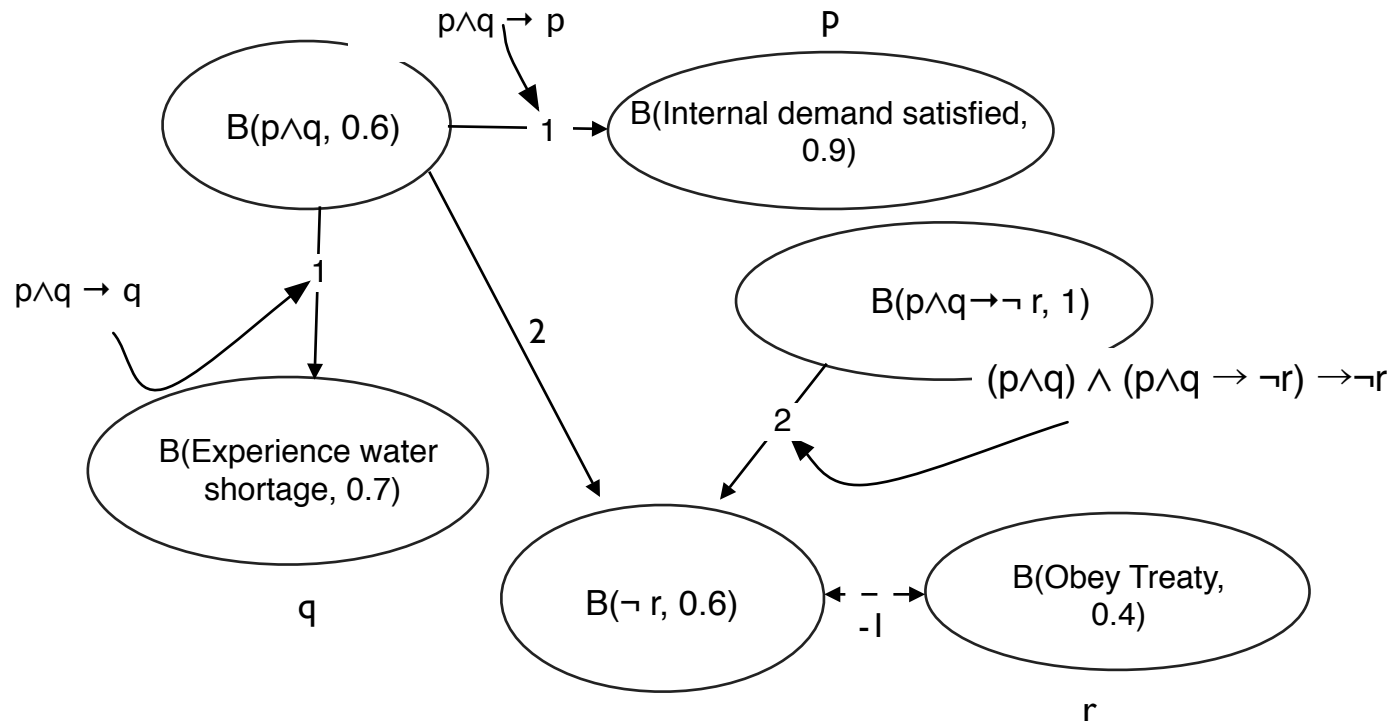 p∧q → p
p
B(p∧q, 0.6)
1
B(Internal demand satisfied,
0.9)
1
p∧q → q
B(p∧q→¬ r, 1)
2
(p∧q) ∧ (p∧q → ¬r) →¬r
2
B(Experience water
shortage, 0.7)
B(¬ r, 0.6)
-1
B(Obey Treaty,
0.4)
q
r